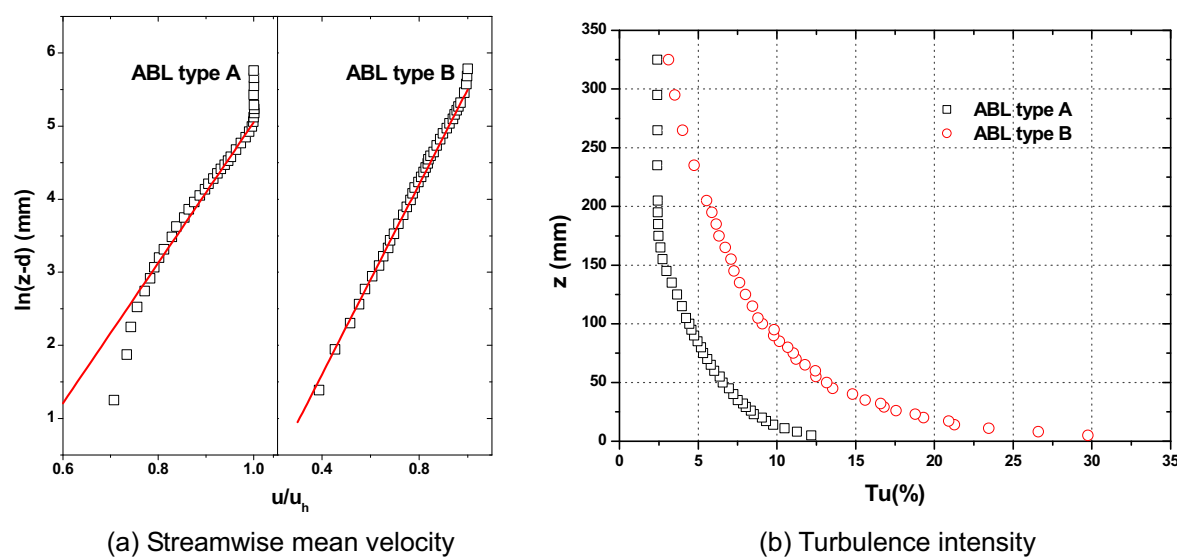 ABL type A
ABL type B
ln(z-d) (mm)
6
5
4
3
2
1
0.6
0.8
1.0
0.4
0.8
u/u_h
(a) Streamwise mean velocity
350
300
250
200
150
100
50
0
z (mm)
ABL type A
ABL type B
0
5
10
15
20
25
30
35
Tu(%)
(b) Turbulence intensity